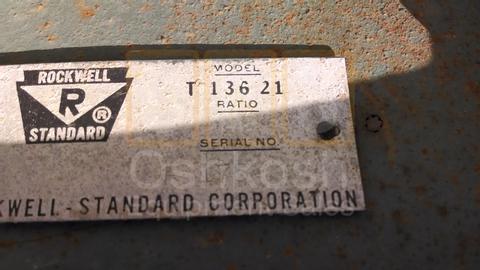 ROCKWELL
R
®
STANDARD
MODEL
T 136 21
RATIO
SERIAL NO.
Oshkosh
KWELL - STANDARD CORPORATION